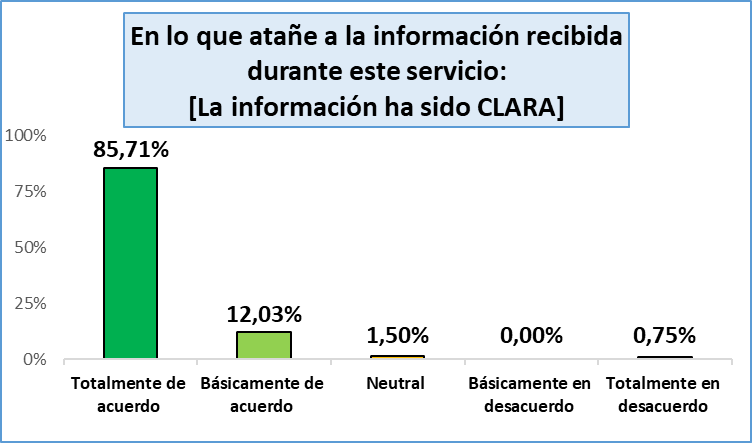 En lo que atañe a la información recibida
durante este servicio:
[La información ha sido CLARA]
100%
75%
50%
25%
0%
85,71%
12,03%
1,50%
0,00%
0,75%
Totalmente de
acuerdo
Básicamente de
acuerdo
Neutral
Básicamente en
desacuerdo
Totalmente en
desacuerdo